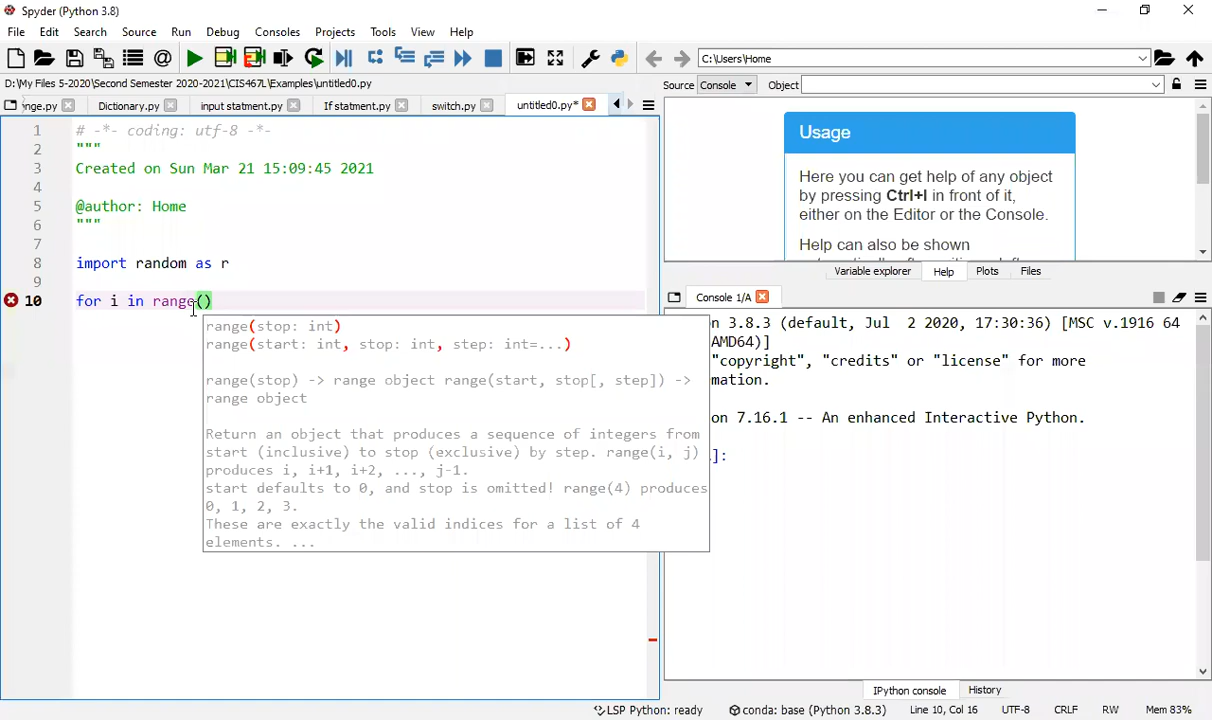 Spyder (Python 3.8)
File Edit Search Source Run Debug Consoles Projects Tools View Help
C:\Users\Home
D:\My Files 5-2020\Second Semester 2020-2021\CIS467L\Examples\untitled0.py
Source Console Object
nge.py Dictionary.py input statment.py If statment.py switch.py untitled0.py*
1 # -*- coding: utf-8 -*-
2 """
3 Created on Sun Mar 21 15:09:45 2021
4
5 @author: Home
6 """
7
8 import random as r
9
10 for i in range()
range(stop: int)
range(start: int, stop: int, step: int=...)
range(stop) -> range object range(start, stop[, step]) ->
range object
Return an object that produces a sequence of integers from
start (inclusive) to stop (exclusive) by step. range(i, j)
produces i, i+1, i+2, ..., j-1.
start defaults to 0, and stop is omitted! range(4) produces
0, 1, 2, 3.
These are exactly the valid indices for a list of 4
elements. ...
Usage
Here you can get help of any object
by pressing Ctrl+I in front of it,
either on the Editor or the Console.
Help can also be shown
Variable explorer Help Plots Files
Console 1/A
n 3.8.3 (default, Jul 2 2020, 17:30:36) [MSC v.1916 64
AMD64)]
"copyright", "credits" or "license" for more
mation.
on 7.16.1 -- An enhanced Interactive Python.
]:
IPython console History
LSP Python: ready conda: base (Python 3.8.3) Line 10, Col 16 UTF-8 CRLF RW Mem 83%